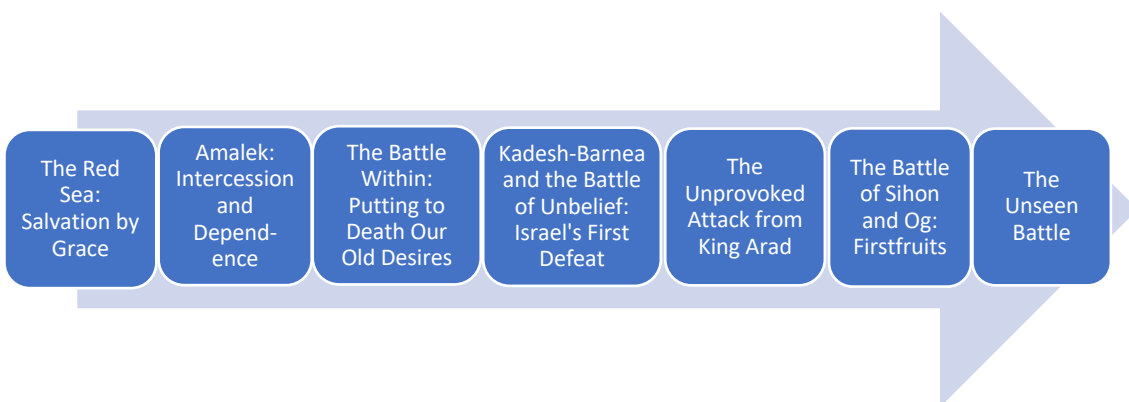 The Red
Sea:
Salvation by
Grace
Amalek:
Intercession
and
Depend-
ence
The Battle
Within:
Putting to
Death Our
Old Desires
Kadesh-Barnea
and the Battle
of Unbelief:
Israel's First
Defeat
The
Unprovoked
Attack from
King Arad
The Battle
of Sihon
and Og:
Firstfruits
The
Unseen
Battle